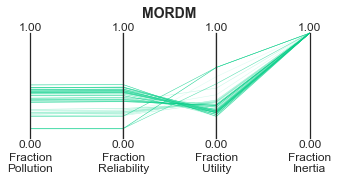 MORDM
1.00 1.00 1.00 1.00
0.00 0.00 0.00 0.00
Fraction Fraction Fraction Fraction
Pollution Reliability Utility Inertia